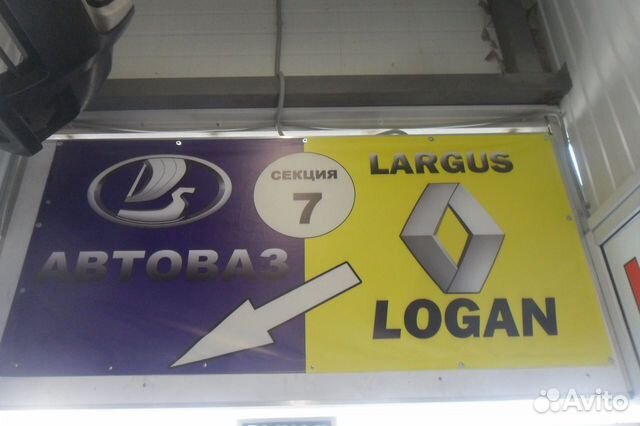 СЕКЦИЯ
7
АВТОВАЗ
LARGUS
LOGAN
Avito